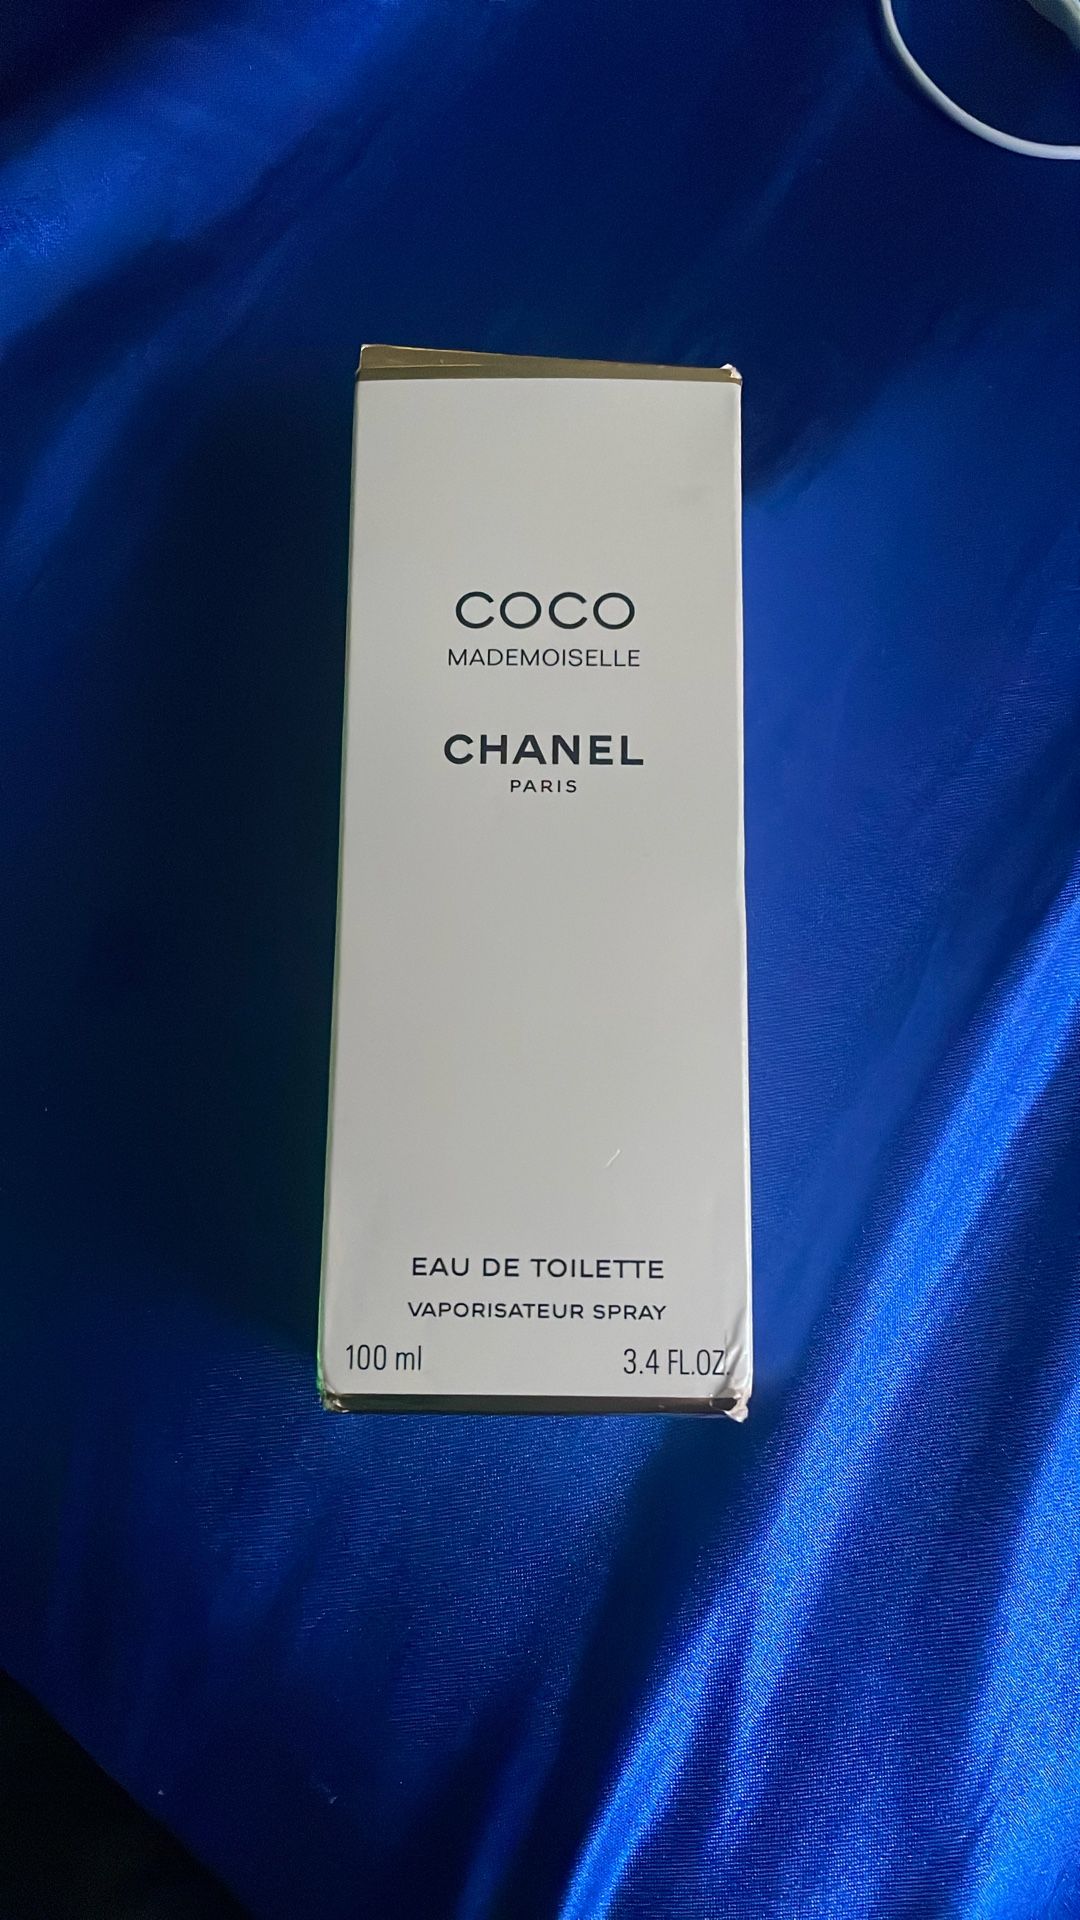 COCO
MADEMOISELLE
CHANEL
PARIS
EAU DE TOILETTE
VAPORISATEUR SPRAY
100 ml 3.4 FL.OZ.